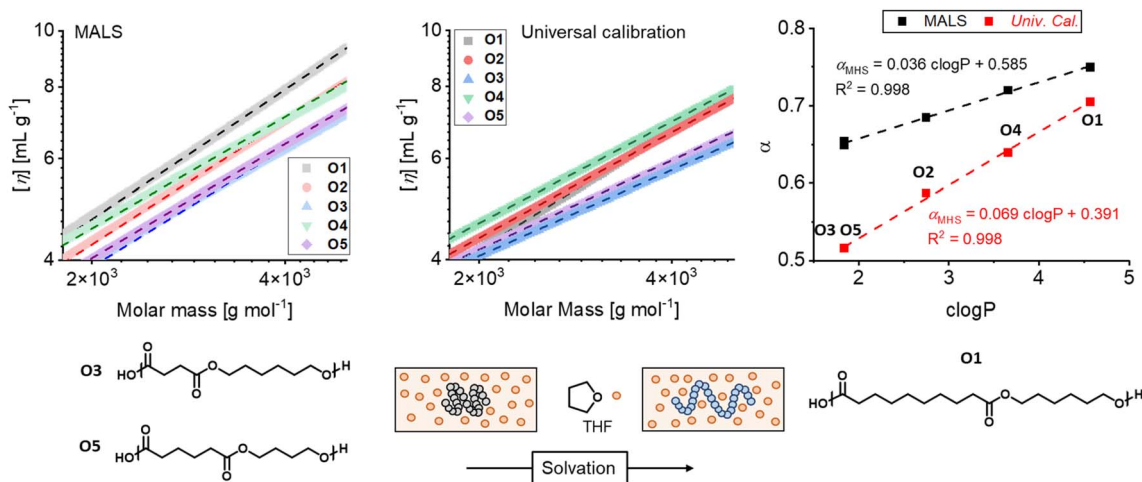 MALS
[η] [mL g⁻¹]
10
6
4
O1
O2
O3
O4
O5
2×10³
4×10³
Molar mass [g mol⁻¹]
Universal calibration
[η] [mL g⁻¹]
10
6
4
O1
O2
O3
O4
O5
2×10³
4×10³
Molar Mass [g mol⁻¹]
MALS
Univ. Cal.
α
0.8
0.7
0.6
0.5
α_MHS = 0.036 clogP + 0.585
R² = 0.998
O1
O4
O2
O3 O5
α_MHS = 0.069 clogP + 0.391
R² = 0.998
2
3
4
5
clogP
O3
HO
O
O
O
O
H
O5
HO
O
O
O
O
H
O
THF
Solvation
O1
HO
O
O
O
O
H